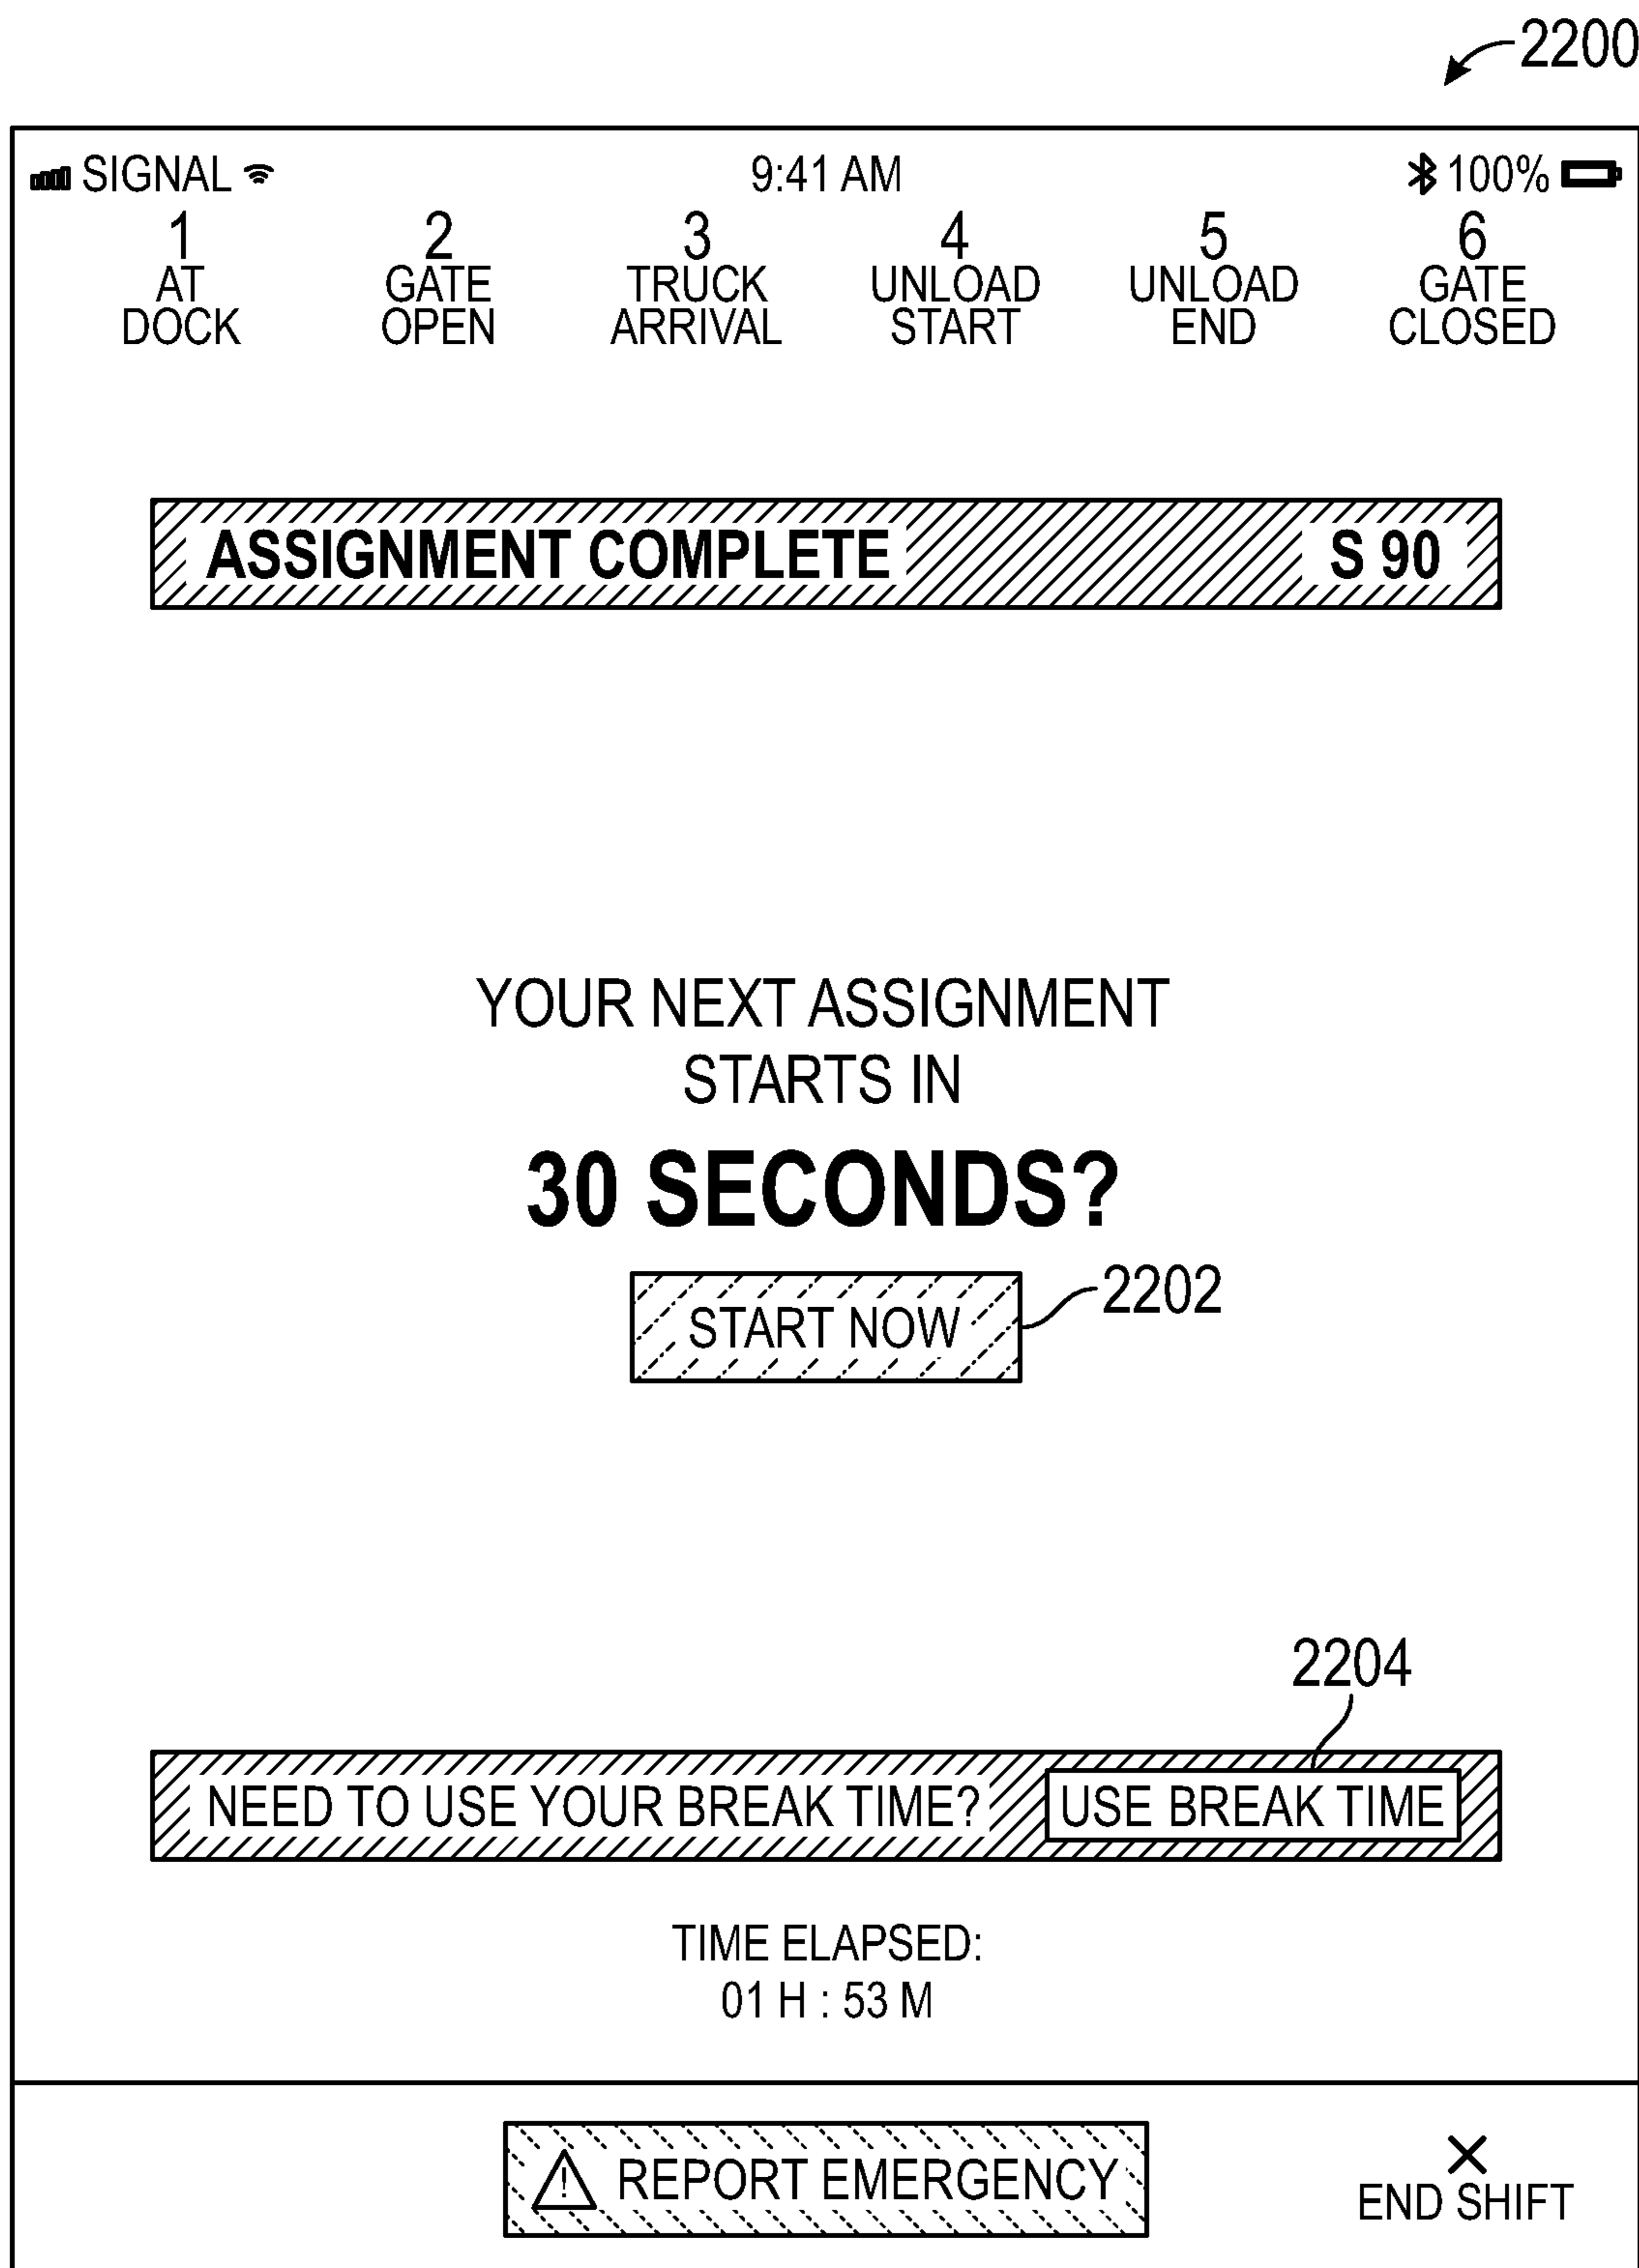 2200
SIGNAL 9:41 AM 100%
1 2 3 4 5 6
AT GATE TRUCK UNLOAD UNLOAD GATE
DOCK OPEN ARRIVAL START END CLOSED
ASSIGNMENT COMPLETE S 90
YOUR NEXT ASSIGNMENT
STARTS IN
30 SECONDS?
START NOW 2202
2204
NEED TO USE YOUR BREAK TIME? USE BREAK TIME
TIME ELAPSED:
01 H : 53 M
! REPORT EMERGENCY
END SHIFT